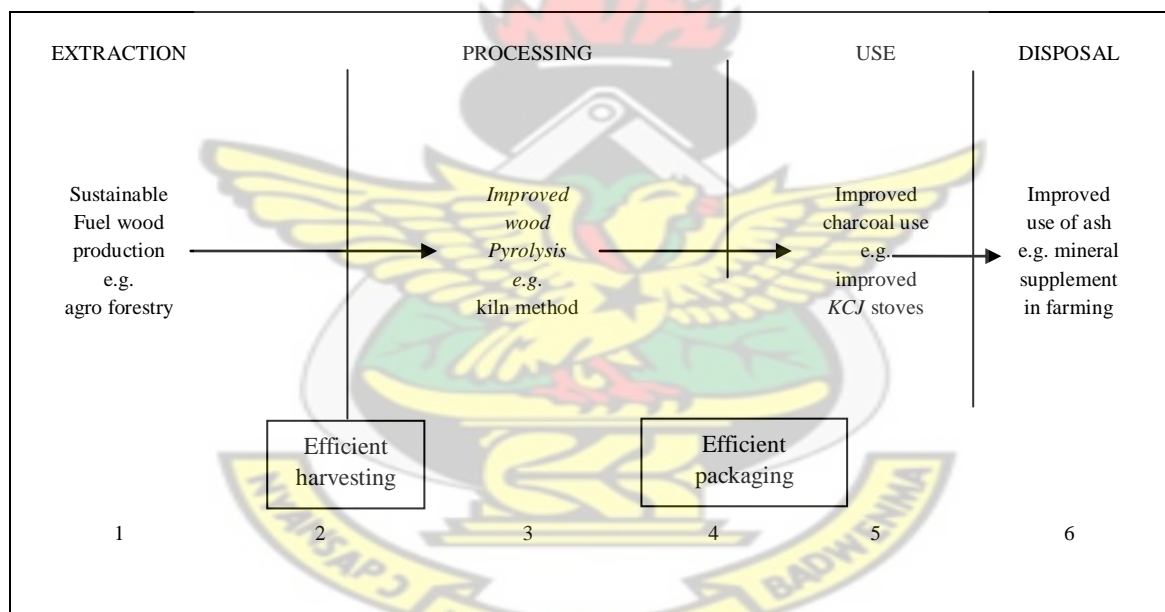 EXTRACTION
PROCESSING
USE
DISPOSAL
Sustainable
Fuel wood
production
e.g.
agro forestry
Improved
wood
Pyrolysis
e.g.
kiln method
Improved
charcoal use
e.g.
improved
KCJ stoves
Improved
use of ash
e.g. mineral
supplement
in farming
Efficient
harvesting
Efficient
packaging
1
2
3
4
5
6
NYANSAPƆ
BADWENMA